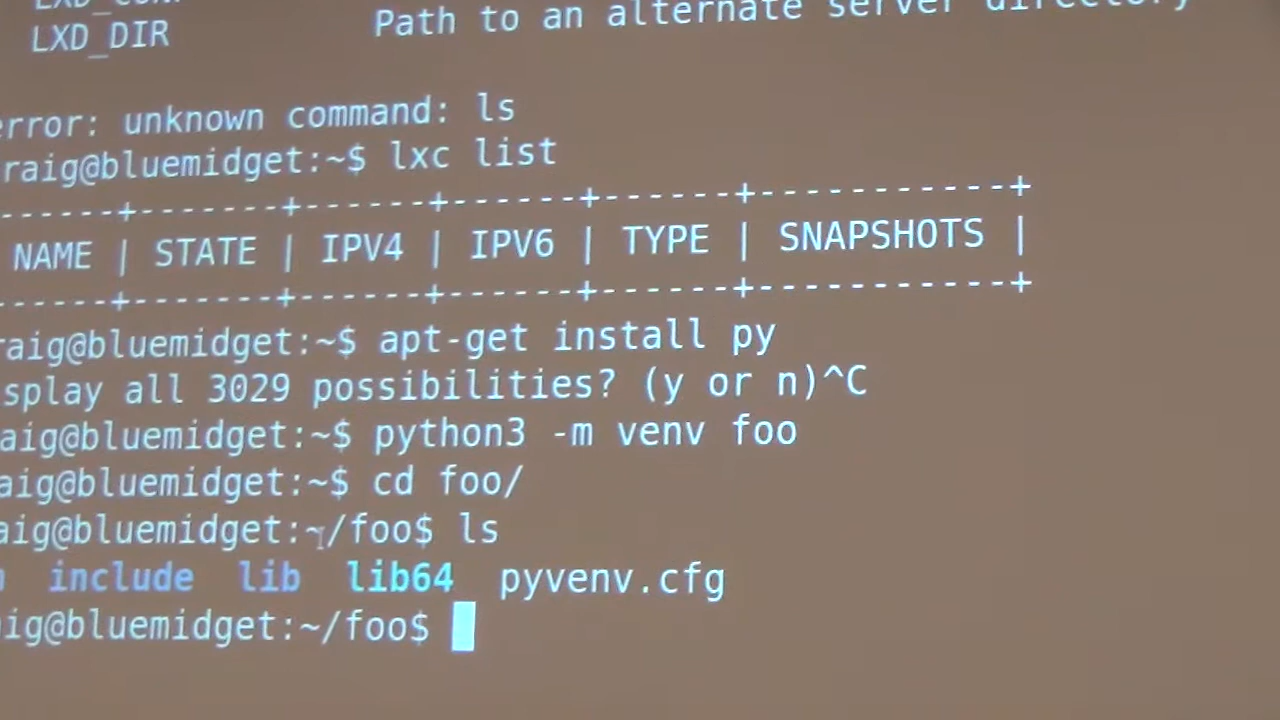 LXD_DIR Path to an alternate server directory
error: unknown command: ls
raig@bluemidget:~$ lxc list
------+-------+------+------+------+-----------+
NAME | STATE | IPV4 | IPV6 | TYPE | SNAPSHOTS |
------+-------+------+------+------+-----------+
raig@bluemidget:~$ apt-get install py
splay all 3029 possibilities? (y or n)^C
aig@bluemidget:~$ python3 -m venv foo
aig@bluemidget:~$ cd foo/
aig@bluemidget:~/foo$ ls
include lib lib64 pyvenv.cfg
ig@bluemidget:~/foo$